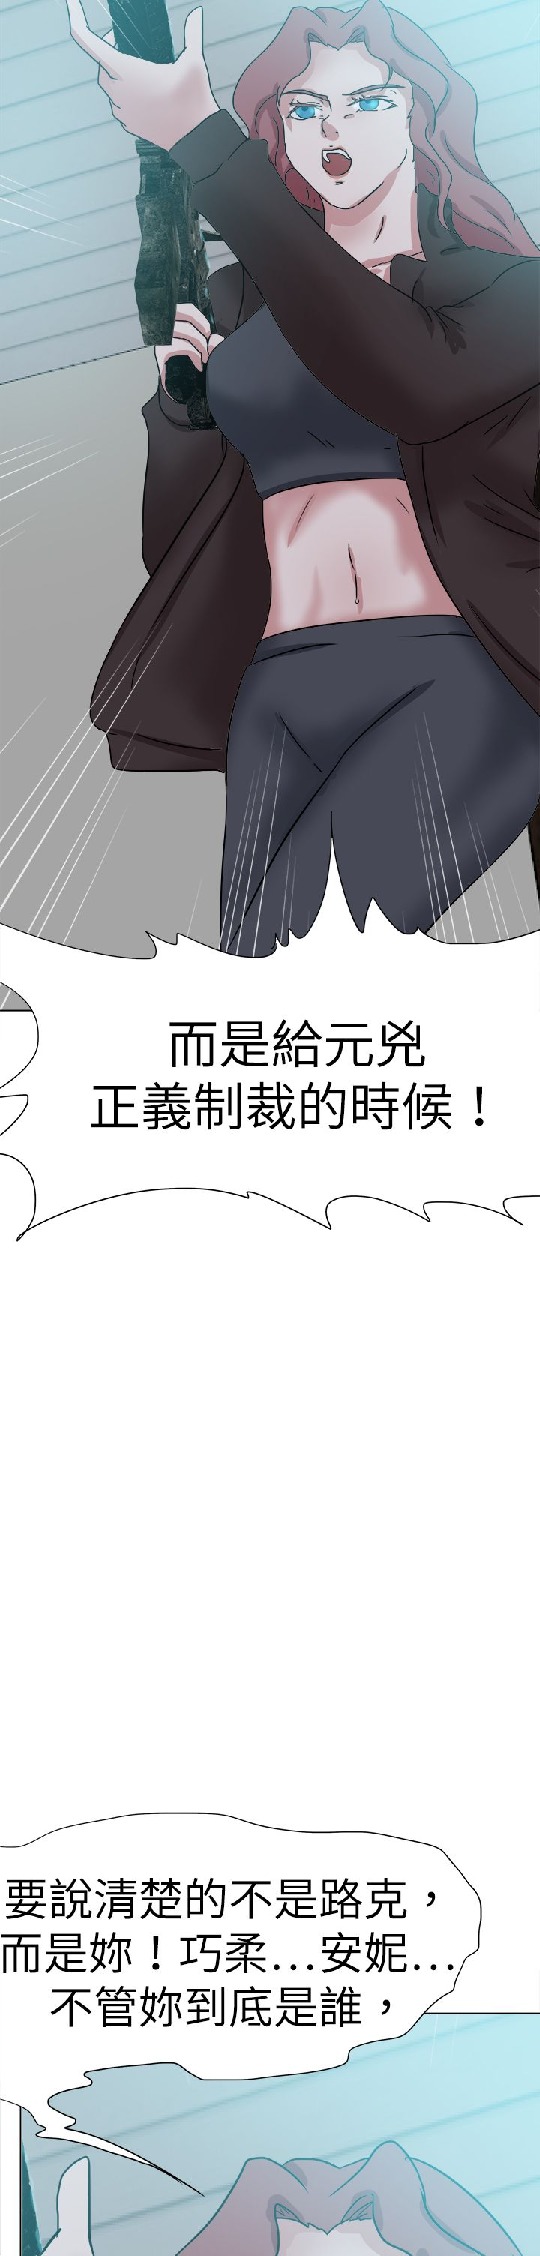 而是給元兇
正義制裁的時候！
要說清楚的不是路克，
而是妳！巧柔...安妮...
不管妳到底是誰，